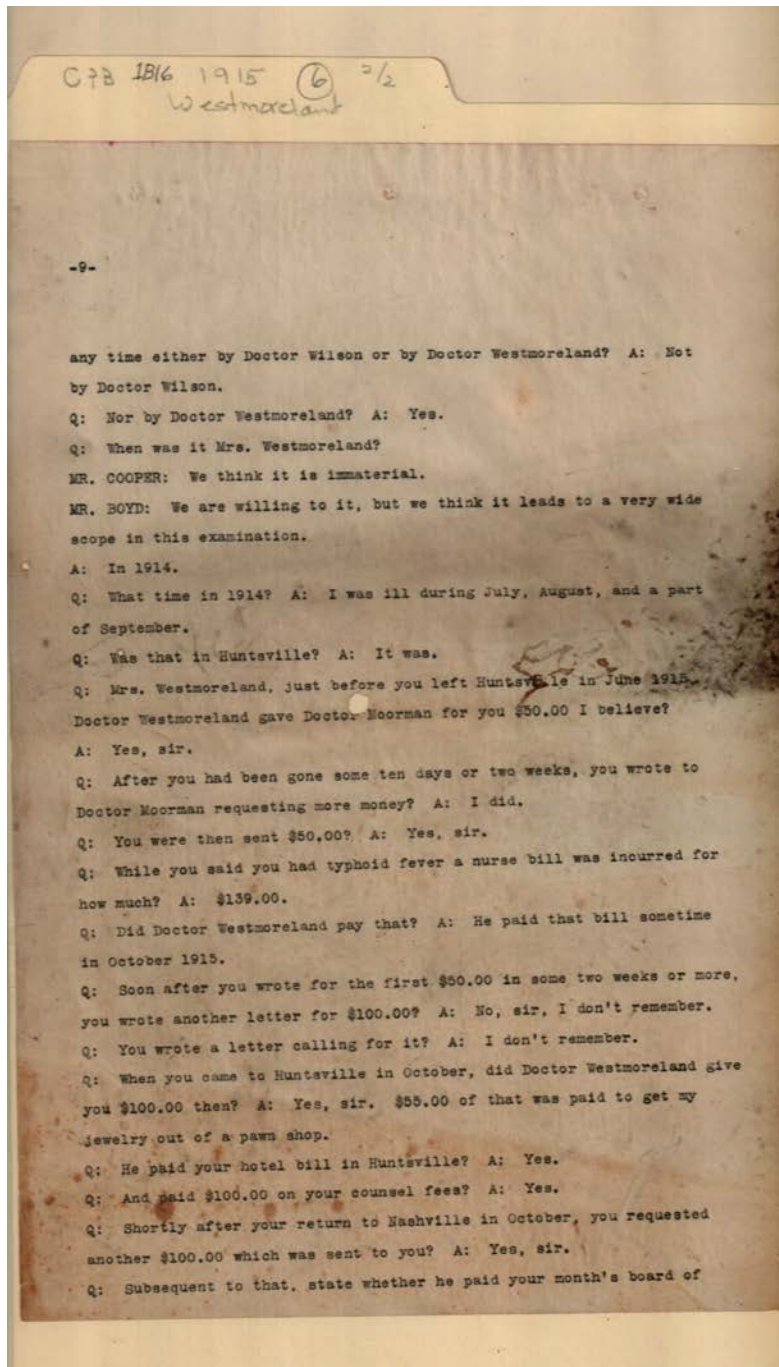 C7B 1B16 1915 (6) 2/2
Westmoreland
-9-
any time either by Doctor Wilson or by Doctor Westmoreland? A: Not
by Doctor Wilson.
Q: Nor by Doctor Westmoreland? A: Yes.
Q: When was it Mrs. Westmoreland?
MR. COOPER: We think it is immaterial.
MR. BOYD: We are willing to it, but we think it leads to a very wide
scope in this examination.
A: In 1914.
Q: What time in 1914? A: I was ill during July, August, and a part
of September.
Q: Was that in Huntsville? A: It was.
Q: Mrs. Westmoreland, just before you left Huntsville in June 1915,
Doctor Westmoreland gave Doctor Moorman for you $50.00 I believe?
A: Yes, sir.
Q: After you had been gone some ten days or two weeks, you wrote to
Doctor Moorman requesting more money? A: I did.
Q: You were then sent $50.00? A: Yes, sir.
Q: While you said you had typhoid fever a nurse bill was incurred for
how much? A: $139.00.
Q: Did Doctor Westmoreland pay that? A: He paid that bill sometime
in October 1915.
Q: Soon after you wrote for the first $50.00 in some two weeks or more,
you wrote another letter for $100.00? A: No, sir, I don't remember.
Q: You wrote a letter calling for it? A: I don't remember.
Q: When you came to Huntsville in October, did Doctor Westmoreland give
you $100.00 then? A: Yes, sir. $55.00 of that was paid to get my
jewelry out of a pawn shop.
Q: He paid your hotel bill in Huntsville? A: Yes.
Q: And paid $100.00 on your counsel fees? A: Yes.
Q: Shortly after your return to Nashville in October, you requested
another $100.00 which was sent to you? A: Yes, sir.
Q: Subsequent to that, state whether he paid your month's board of